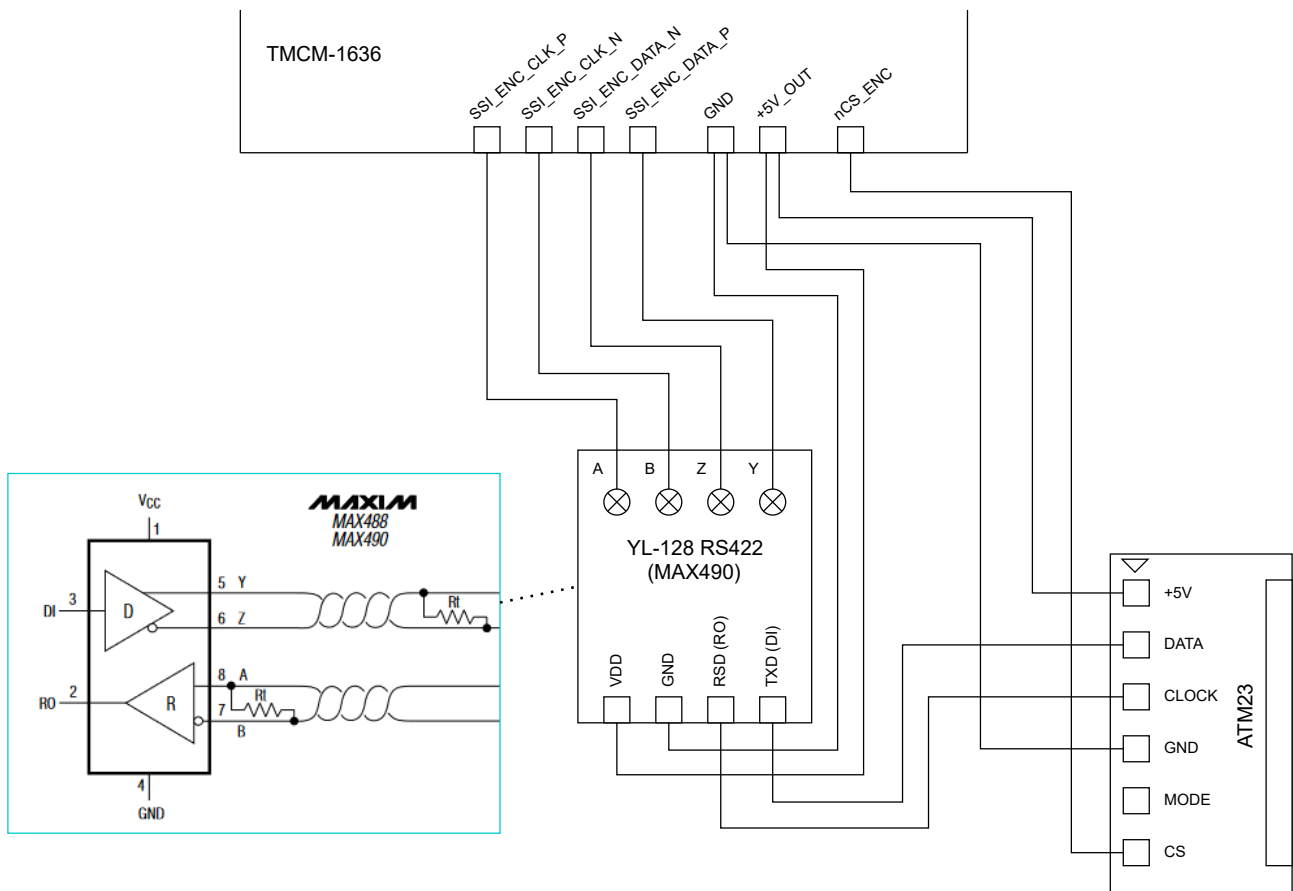 TMCM-1636
SSI_ENC_CLK_P
SSI_ENC_CLK_N
SSI_ENC_DATA_N
SSI_ENC_DATA_P
GND
+5V_OUT
nCS_ENC
A
B
Z
Y
YL-128 RS422
(MAX490)
VDD
GND
RSD (RO)
TXD (DI)
VCC
1
MAXIM
MAX488
MAX490
DI
3
D
5 Y
6 Z
Rt
RO
2
R
8 A
Rt
7
B
4
GND
+5V
DATA
CLOCK
GND
MODE
CS
ATM23